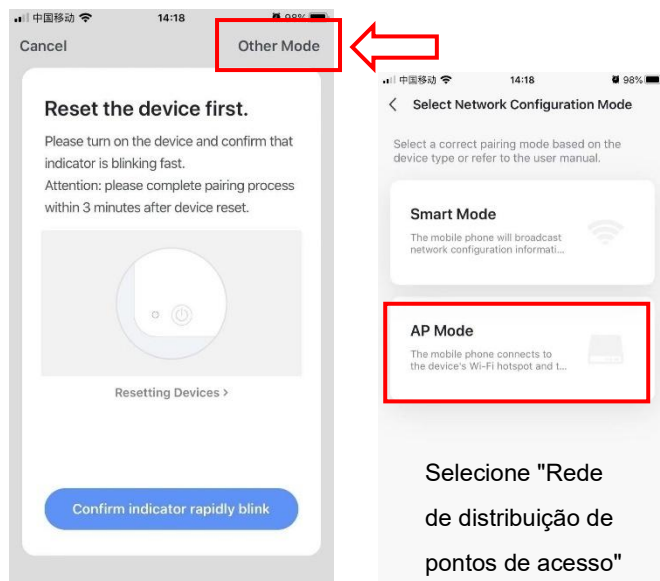 中国移动 14:18 98%
Cancel Other Mode
Reset the device first.
Please turn on the device and confirm that
indicator is blinking fast.
Attention: please complete pairing process
within 3 minutes after device reset.
Resetting Devices >
Confirm indicator rapidly blink
中国移动 14:18 98%
Select Network Configuration Mode
Select a correct pairing mode based on the
device type or refer to the user manual.
Smart Mode
The mobile phone will broadcast
network configuration informati...
AP Mode
The mobile phone connects to
the device's Wi-Fi hotspot and t...
Selecione "Rede
de distribuição de
pontos de acesso"